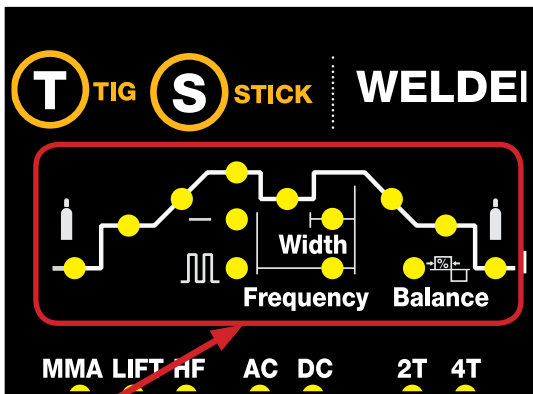 T TIG S STICK WELDE
Width
%
Frequency Balance
MMA LIFT HF AC DC 2T 4T